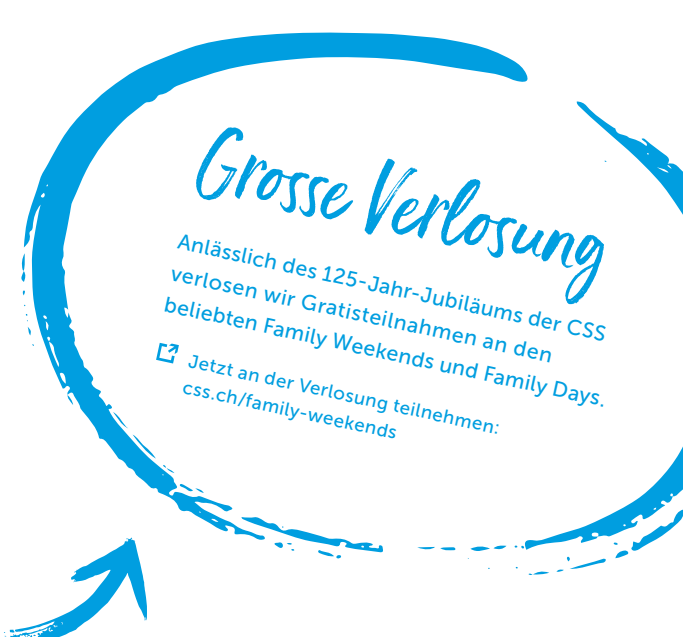 Grosse Verlosung
Anlässlich des 125-Jahr-Jubiläums der CSS
verlosen wir Gratisteilnahmen an den
beliebten Family Weekends und Family Days.
Jetzt an der Verlosung teilnehmen:
css.ch/family-weekends